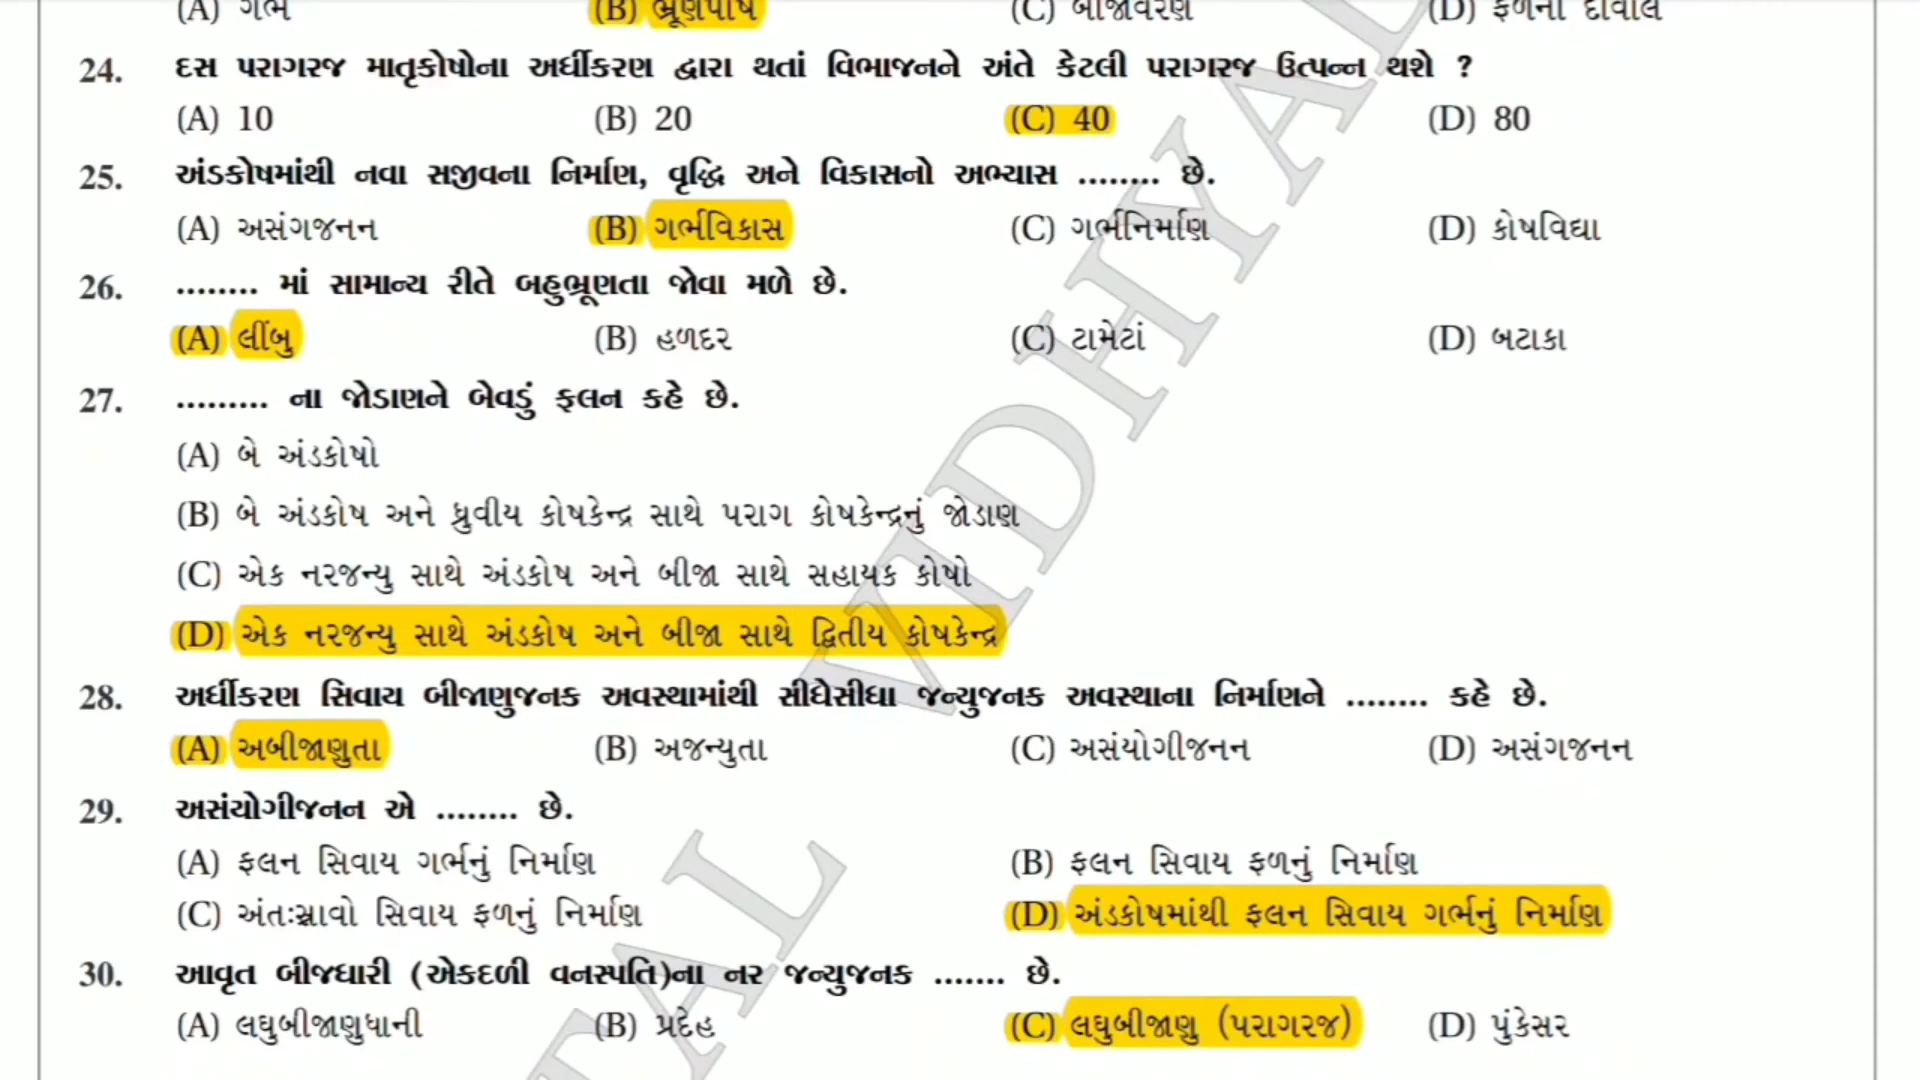 (A) ગર્ભ (B) ભ્રૂણપોષ (C) બીજાવરણ (D) ફળની દીવાલ
24. દસ પરાગરજ માતૃકોષોના અર્ધીકરણ દ્વારા થતાં વિભાજનને અંતે કેટલી પરાગરજ ઉત્પન્ન થશે ?
(A) 10 (B) 20 (C) 40 (D) 80
25. અંડકોષમાંથી નવા સજીવના નિર્માણ, વૃદ્ધિ અને વિકાસનો અભ્યાસ ........ છે.
(A) અસંગજનન (B) ગર્ભવિકાસ (C) ગર્ભનિર્માણ (D) કોષવિદ્યા
26. ........ માં સામાન્ય રીતે બહુભ્રૂણતા જોવા મળે છે.
(A) લીંબુ (B) હળદર (C) ટામેટાં (D) બટાકા
27. ......... ના જોડાણને બેવડું ફલન કહે છે.
(A) બે અંડકોષો
(B) બે અંડકોષ અને ધ્રુવીય કોષકેન્દ્ર સાથે પરાગ કોષકેન્દ્રનું જોડાણ
(C) એક નરજન્યુ સાથે અંડકોષ અને બીજા સાથે સહાયક કોષો
(D) એક નરજન્યુ સાથે અંડકોષ અને બીજા સાથે દ્વિતીય કોષકેન્દ્ર
28. અર્ધીકરણ સિવાય બીજાણુજનક અવસ્થામાંથી સીધેસીધા જન્યુજનક અવસ્થાના નિર્માણને ........ કહે છે.
(A) અબીજાણુતા (B) અજન્યુતા (C) અસંયોગીજનન (D) અસંગજનન
29. અસંયોગીજનન એ ........ છે.
(A) ફલન સિવાય ગર્ભનું નિર્માણ (B) ફલન સિવાય ફળનું નિર્માણ
(C) અંતઃસ્રાવો સિવાય ફળનું નિર્માણ (D) અંડકોષમાંથી ફલન સિવાય ગર્ભનું નિર્માણ
30. આવૃત બીજધારી (એકદળી વનસ્પતિ)ના નર જન્યુજનક ....... છે.
(A) લઘુબીજાણુધાની (B) પ્રદેહ (C) લઘુબીજાણુ (પરાગરજ) (D) પુંકેસર
TAL VIDHYAL